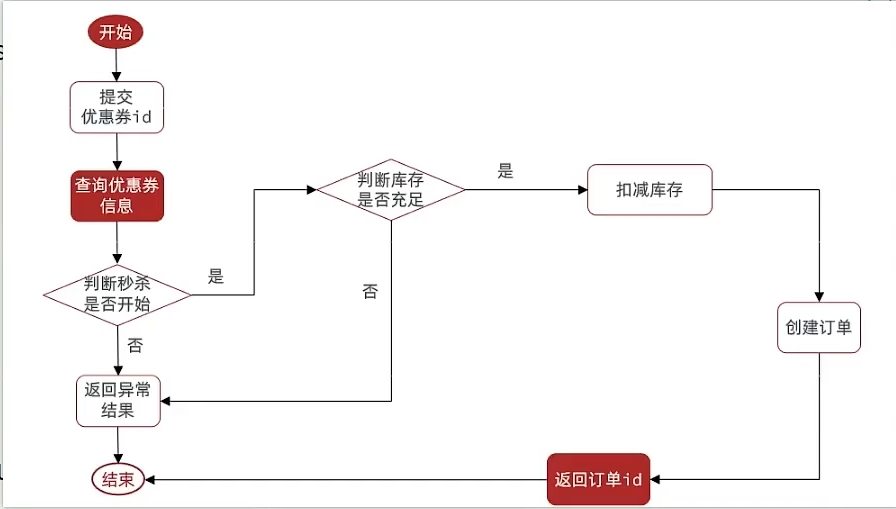 开始
提交
优惠券id
查询优惠券
信息
判断秒杀
是否开始
是
否
判断库存
是否充足
是
否
扣减库存
创建订单
返回异常
结果
返回订单id
结束